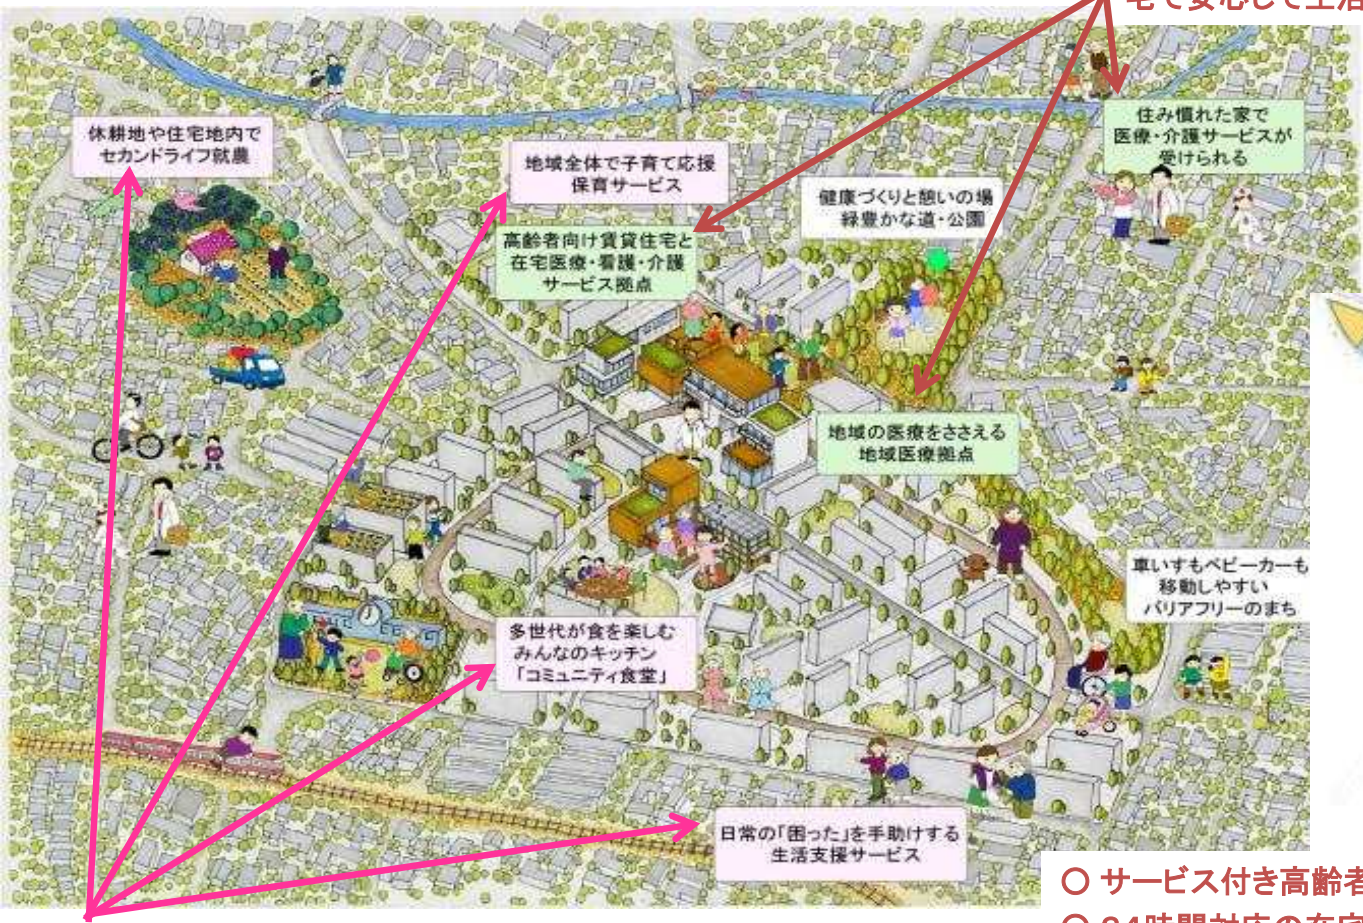 宅で安心して生活
休耕地や住宅地内で
セカンドライフ就農
地域全体で子育て応援
保育サービス
高齢者向け賃貸住宅と
在宅医療・看護・介護
サービス拠点
健康づくりと憩いの場
緑豊かな道・公園
住み慣れた家で
医療・介護サービスが
受けられる
地域の医療をささえる
地域医療拠点
車いすもベビーカーも
移動しやすい
バリアフリーのまち
多世代が食を楽しむ
みんなのキッチン
「コミュニティ食堂」
日常の「困った」を手助けする
生活支援サービス
○ サービス付き高齢者
○ 24時間対応の在宅